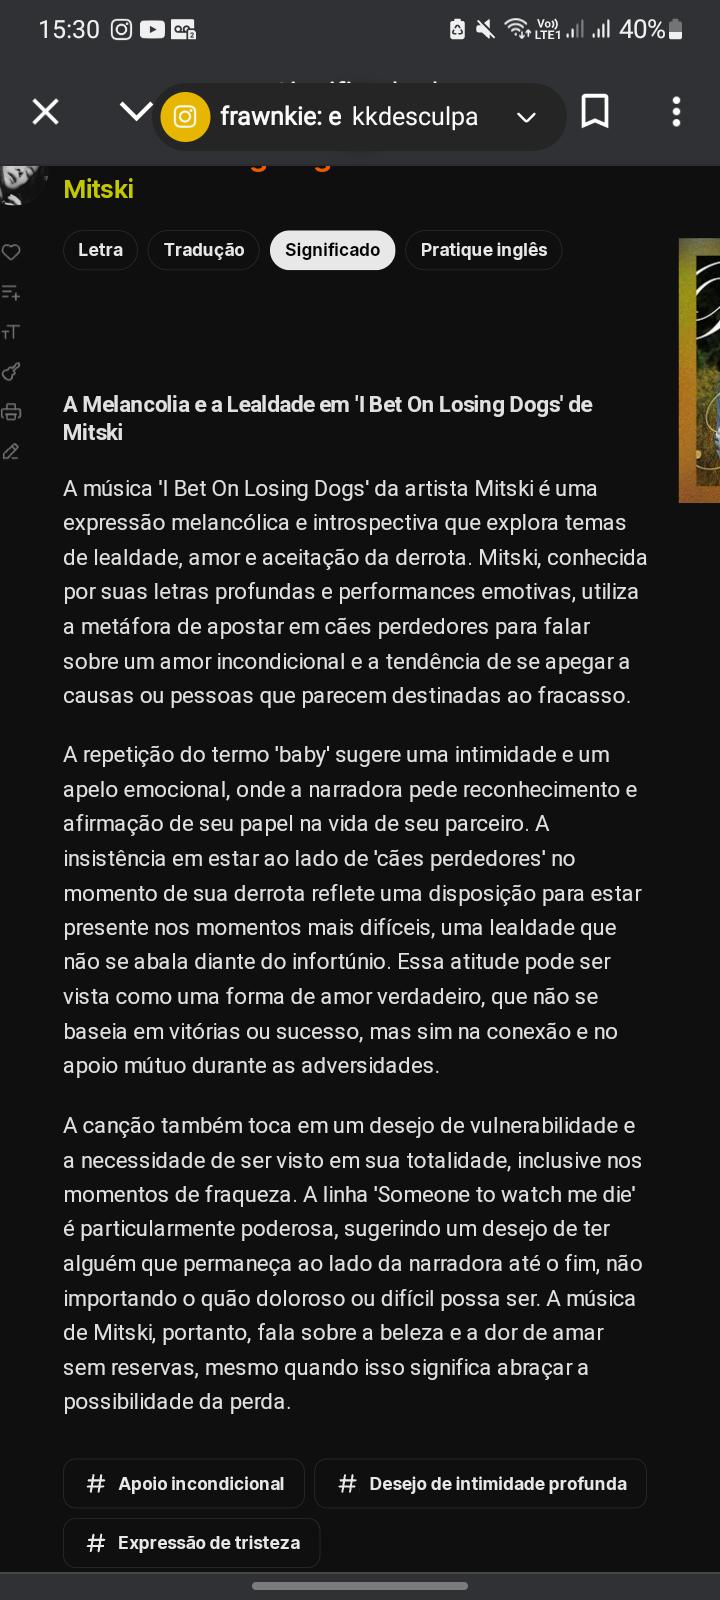 15:30
Vo))
LTE1
40%
frawnkie: e kkdesculpa
Mitski
Letra
Tradução
Significado
Pratique inglês
A Melancolia e a Lealdade em 'I Bet On Losing Dogs' de
Mitski
A música 'I Bet On Losing Dogs' da artista Mitski é uma
expressão melancólica e introspectiva que explora temas
de lealdade, amor e aceitação da derrota. Mitski, conhecida
por suas letras profundas e performances emotivas, utiliza
a metáfora de apostar em cães perdedores para falar
sobre um amor incondicional e a tendência de se apegar a
causas ou pessoas que parecem destinadas ao fracasso.
A repetição do termo 'baby' sugere uma intimidade e um
apelo emocional, onde a narradora pede reconhecimento e
afirmação de seu papel na vida de seu parceiro. A
insistência em estar ao lado de 'cães perdedores' no
momento de sua derrota reflete uma disposição para estar
presente nos momentos mais difíceis, uma lealdade que
não se abala diante do infortúnio. Essa atitude pode ser
vista como uma forma de amor verdadeiro, que não se
baseia em vitórias ou sucesso, mas sim na conexão e no
apoio mútuo durante as adversidades.
A canção também toca em um desejo de vulnerabilidade e
a necessidade de ser visto em sua totalidade, inclusive nos
momentos de fraqueza. A linha 'Someone to watch me die'
é particularmente poderosa, sugerindo um desejo de ter
alguém que permaneça ao lado da narradora até o fim, não
importando o quão doloroso ou difícil possa ser. A música
de Mitski, portanto, fala sobre a beleza e a dor de amar
sem reservas, mesmo quando isso significa abraçar a
possibilidade da perda.
# Apoio incondicional
# Desejo de intimidade profunda
# Expressão de tristeza